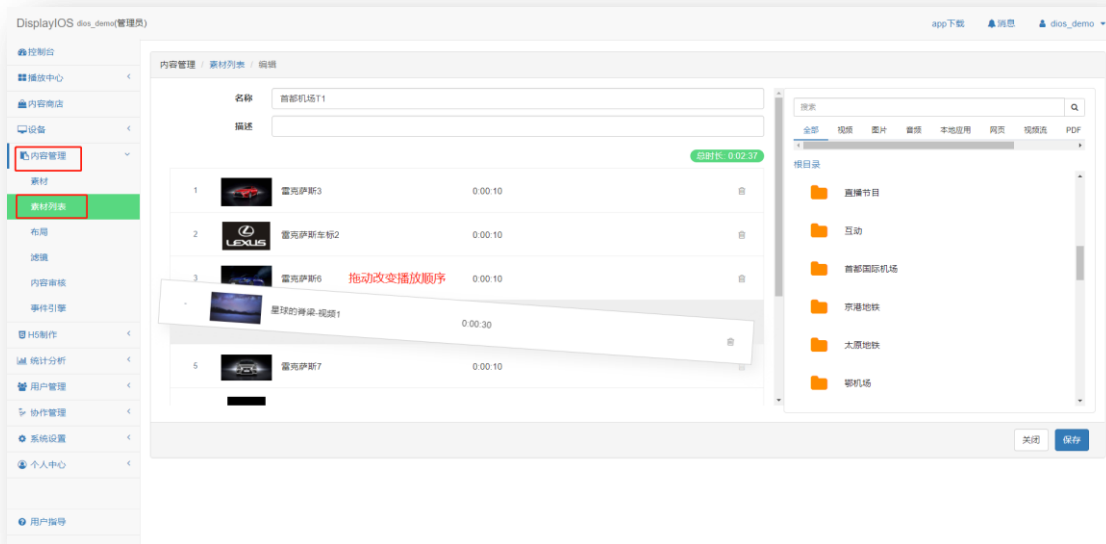 DisplayIOS dios_demo(管理员)
app下载 消息 dios_demo
控制台
播放中心
内容商店
设备
内容管理
素材
素材列表
布局
滤镜
内容审核
事件引擎
H5制作
统计分析
用户管理
协作管理
系统设置
个人中心
用户指导
内容管理 / 素材列表 / 编辑
名称 首都机场T1
描述
总时长: 0:02:37
1 雷克萨斯3 0:00:10
2 LEXUS 雷克萨斯车标2 0:00:10
3 雷克萨斯6 拖动改变播放顺序 0:00:10
星球的脊梁-视频1 0:00:30
5 雷克萨斯7 0:00:10
搜索
全部 视频 图片 音频 本地应用 网页 视频流 PDF
根目录
直播节目
互动
首都国际机场
京港地铁
太原地铁
鄂机场
关闭 保存